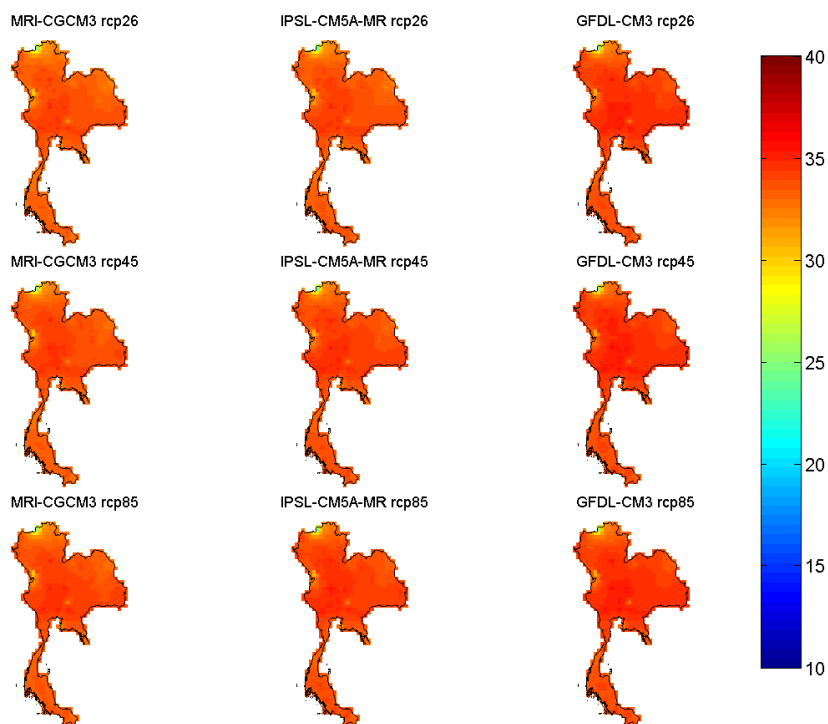 MRI-CGCM3 rcp26
IPSL-CM5A-MR rcp26
GFDL-CM3 rcp26
MRI-CGCM3 rcp45
IPSL-CM5A-MR rcp45
GFDL-CM3 rcp45
MRI-CGCM3 rcp85
IPSL-CM5A-MR rcp85
GFDL-CM3 rcp85
40
35
30
25
20
15
10